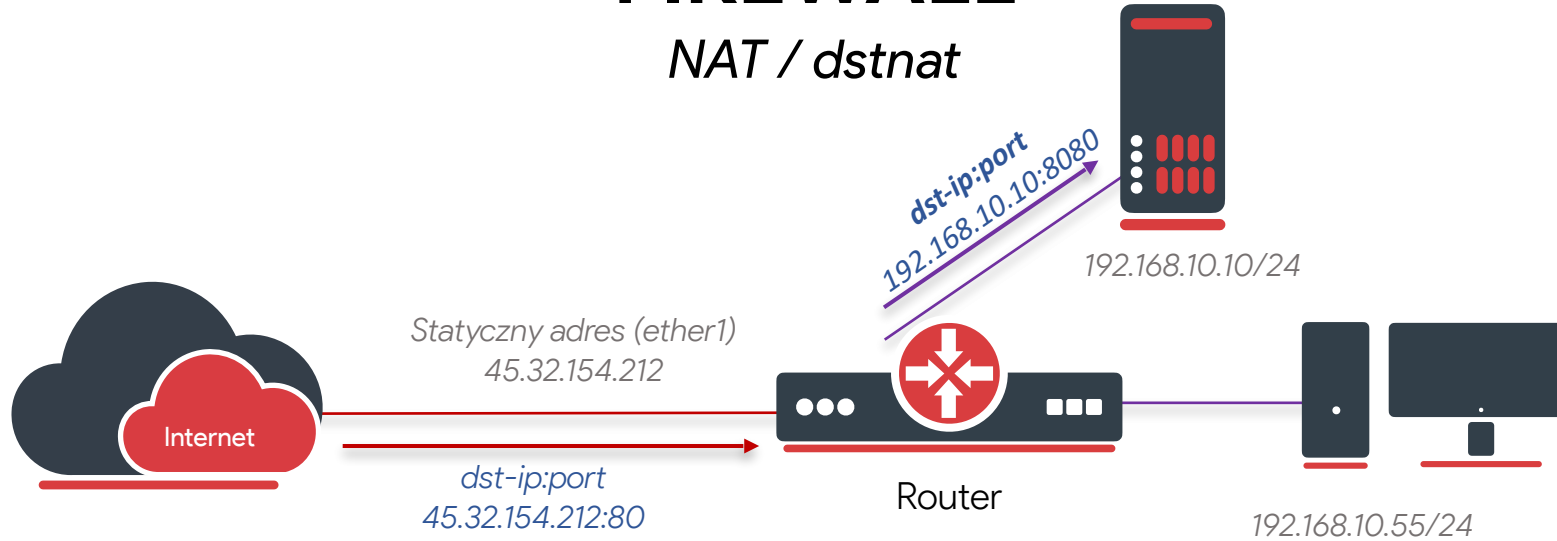 FIREWALL
NAT / dstnat
dst-ip:port
192.168.10.10:8080
192.168.10.10/24
Statyczny adres (ether1)
45.32.154.212
Internet
dst-ip:port
45.32.154.212:80
Router
192.168.10.55/24